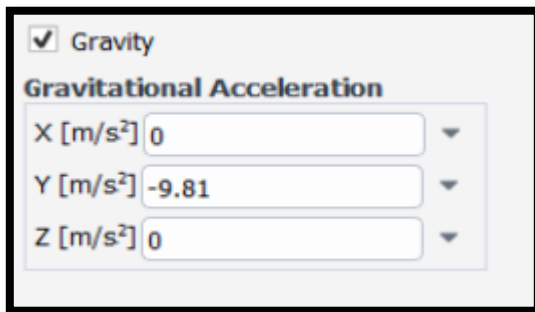 Gravity
Gravitational Acceleration
X [m/s²] 0
Y [m/s²] -9.81
Z [m/s²] 0